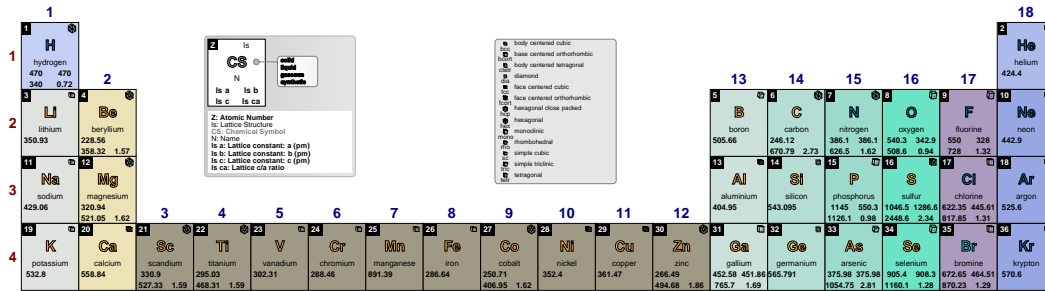 1
18
1
H
hydrogen
470 470
340 0.72
2
He
helium
424.4
1
2
13
14
15
16
17
3
Li
lithium
350.93
4
Be
beryllium
228.56
358.32 1.57
5
B
boron
505.66
6
C
carbon
246.12
670.79 2.73
7
N
nitrogen
386.1 386.1
626.5 1.62
8
O
oxygen
540.3 342.9
508.6 0.94
9
F
fluorine
550 328
728 1.32
10
Ne
neon
442.9
2
11
Na
sodium
429.06
12
Mg
magnesium
320.94
521.05 1.62
13
Al
aluminium
404.95
14
Si
silicon
543.095
15
P
phosphorus
1145 550.3
1126.1 0.98
16
S
sulfur
1046.5 1286.6
2448.6 2.34
17
Cl
chlorine
622.35 445.61
817.85 1.31
18
Ar
argon
525.6
3
3
4
5
6
7
8
9
10
11
12
19
K
potassium
532.8
20
Ca
calcium
558.84
21
Sc
scandium
330.9
527.33 1.59
22
Ti
titanium
295.03
468.31 1.59
23
V
vanadium
302.31
24
Cr
chromium
288.46
25
Mn
manganese
891.39
26
Fe
iron
286.64
27
Co
cobalt
250.71
406.95 1.62
28
Ni
nickel
352.4
29
Cu
copper
361.47
30
Zn
zinc
266.49
494.68 1.86
31
Ga
gallium
452.58 451.86
765.7 1.69
32
Ge
germanium
565.791
33
As
arsenic
375.98 375.98
1054.75 2.81
34
Se
selenium
905.4 908.3
1160.1 1.28
35
Br
bromine
672.65 464.51
870.23 1.29
36
Kr
krypton
570.6
4
Z
ls
CS
N
ls a ls b
ls c ls ca
solid
liquid
gaseous
synthetic
Z: Atomic Number
ls: Lattice Structure
CS: Chemical Symbol
N: Name
ls a: Lattice constant: a (pm)
ls b: Lattice constant: b (pm)
ls c: Lattice constant: c (pm)
ls ca: Lattice c/a ratio
body centered cubic
bcc
base centered orthorhombic
bcort
body centered tetragonal
ctetr
diamond
dia
face centered cubic
fcc
face centered orthorhombic
fcort
hexagonal close packed
hcp
hexagonal
hex
monoclinic
mono
rhombohedral
rho
simple cubic
sc
simple triclinic
tric
tetragonal
tetr